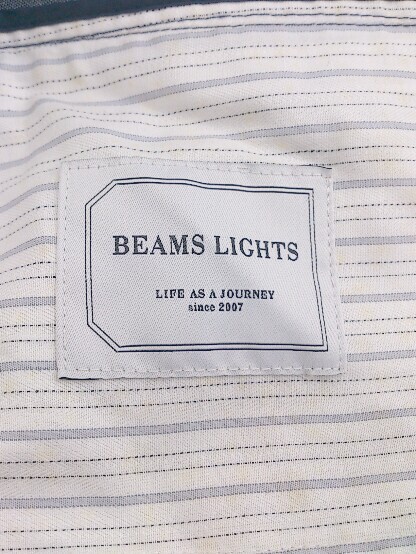 BEAMS LIGHTS
LIFE AS A JOURNEY
since 2007